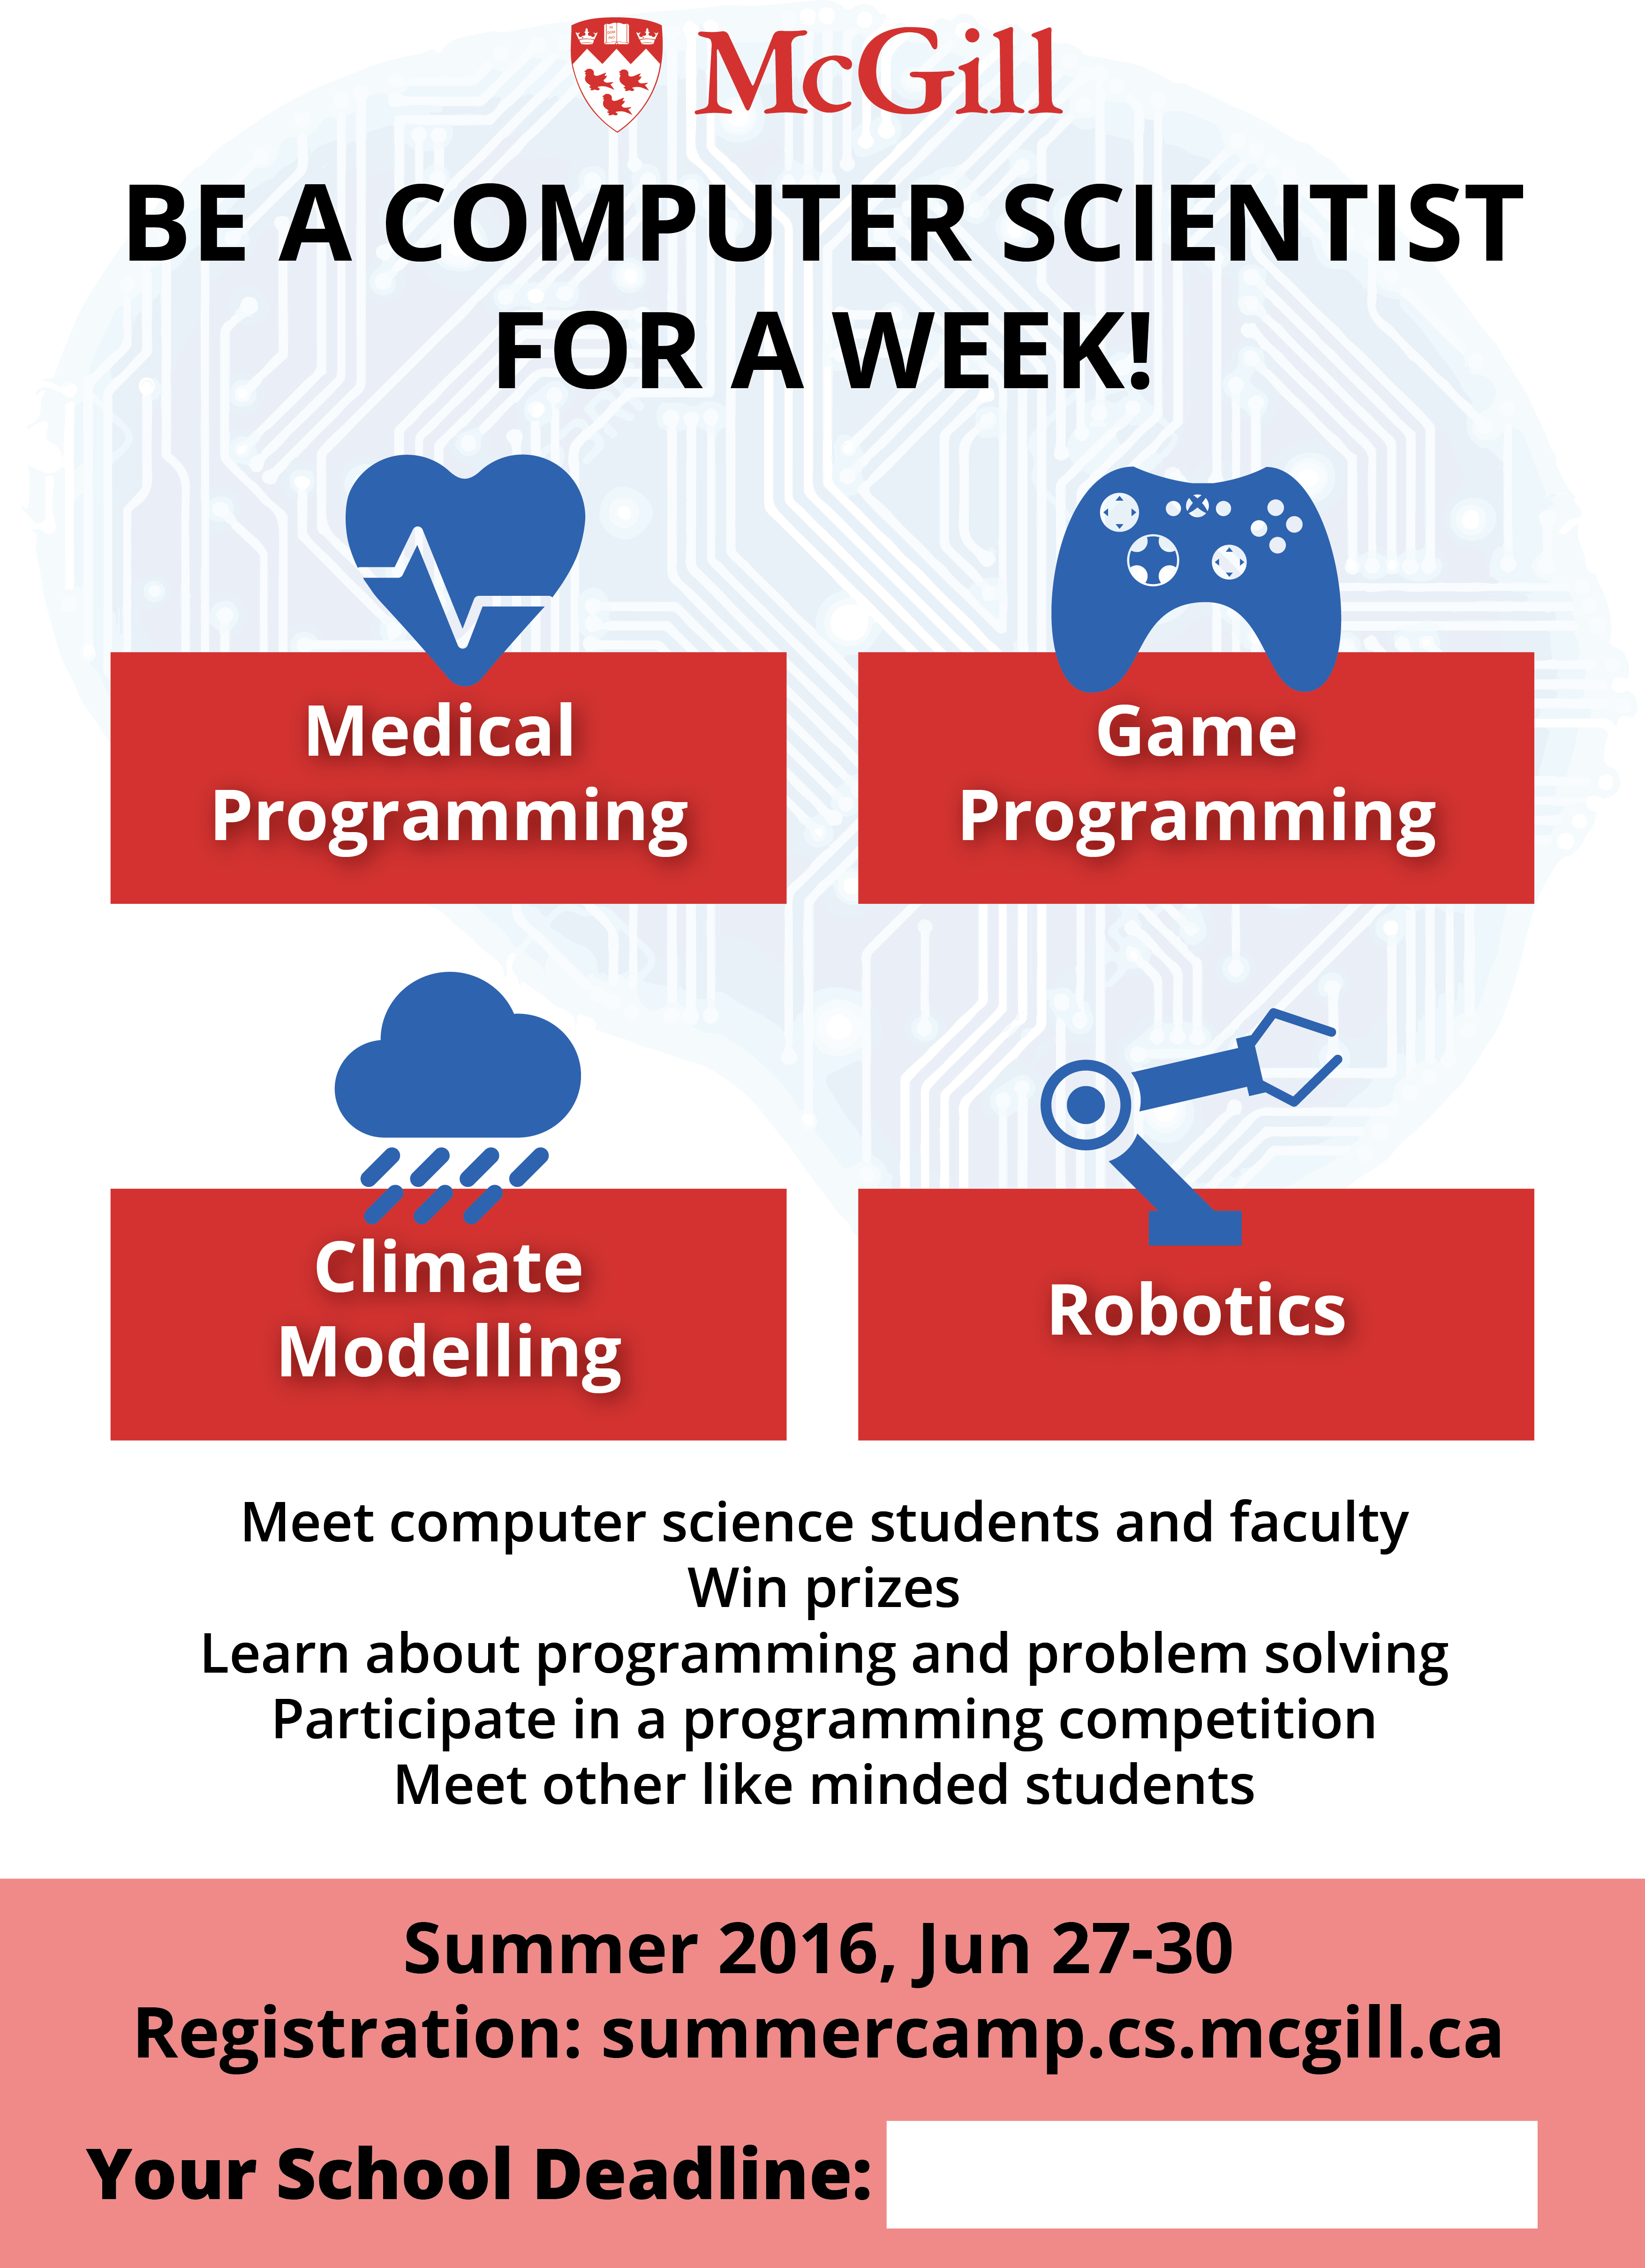 McGill
BE A COMPUTER SCIENTIST
FOR A WEEK!
Medical
Programming
Game
Programming
Climate
Modelling
Robotics
Meet computer science students and faculty
Win prizes
Learn about programming and problem solving
Participate in a programming competition
Meet other like minded students
Summer 2016, Jun 27-30
Registration: summercamp.cs.mcgill.ca
Your School Deadline: